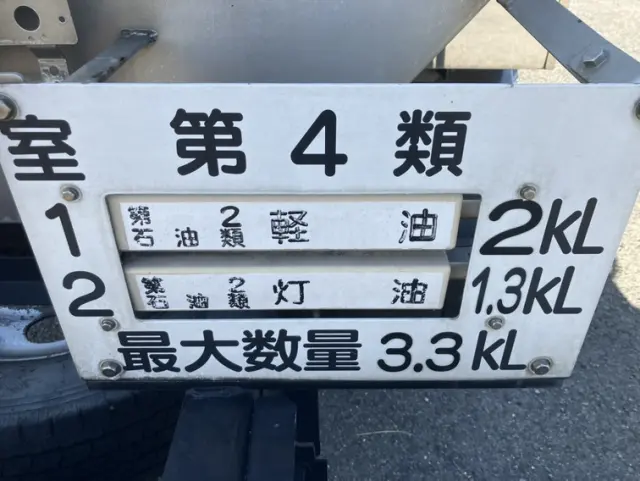 室 第4類
1 第2石油類 軽油 2KL
2 第2石油類 灯油 1.3KL
最大数量 3.3KL